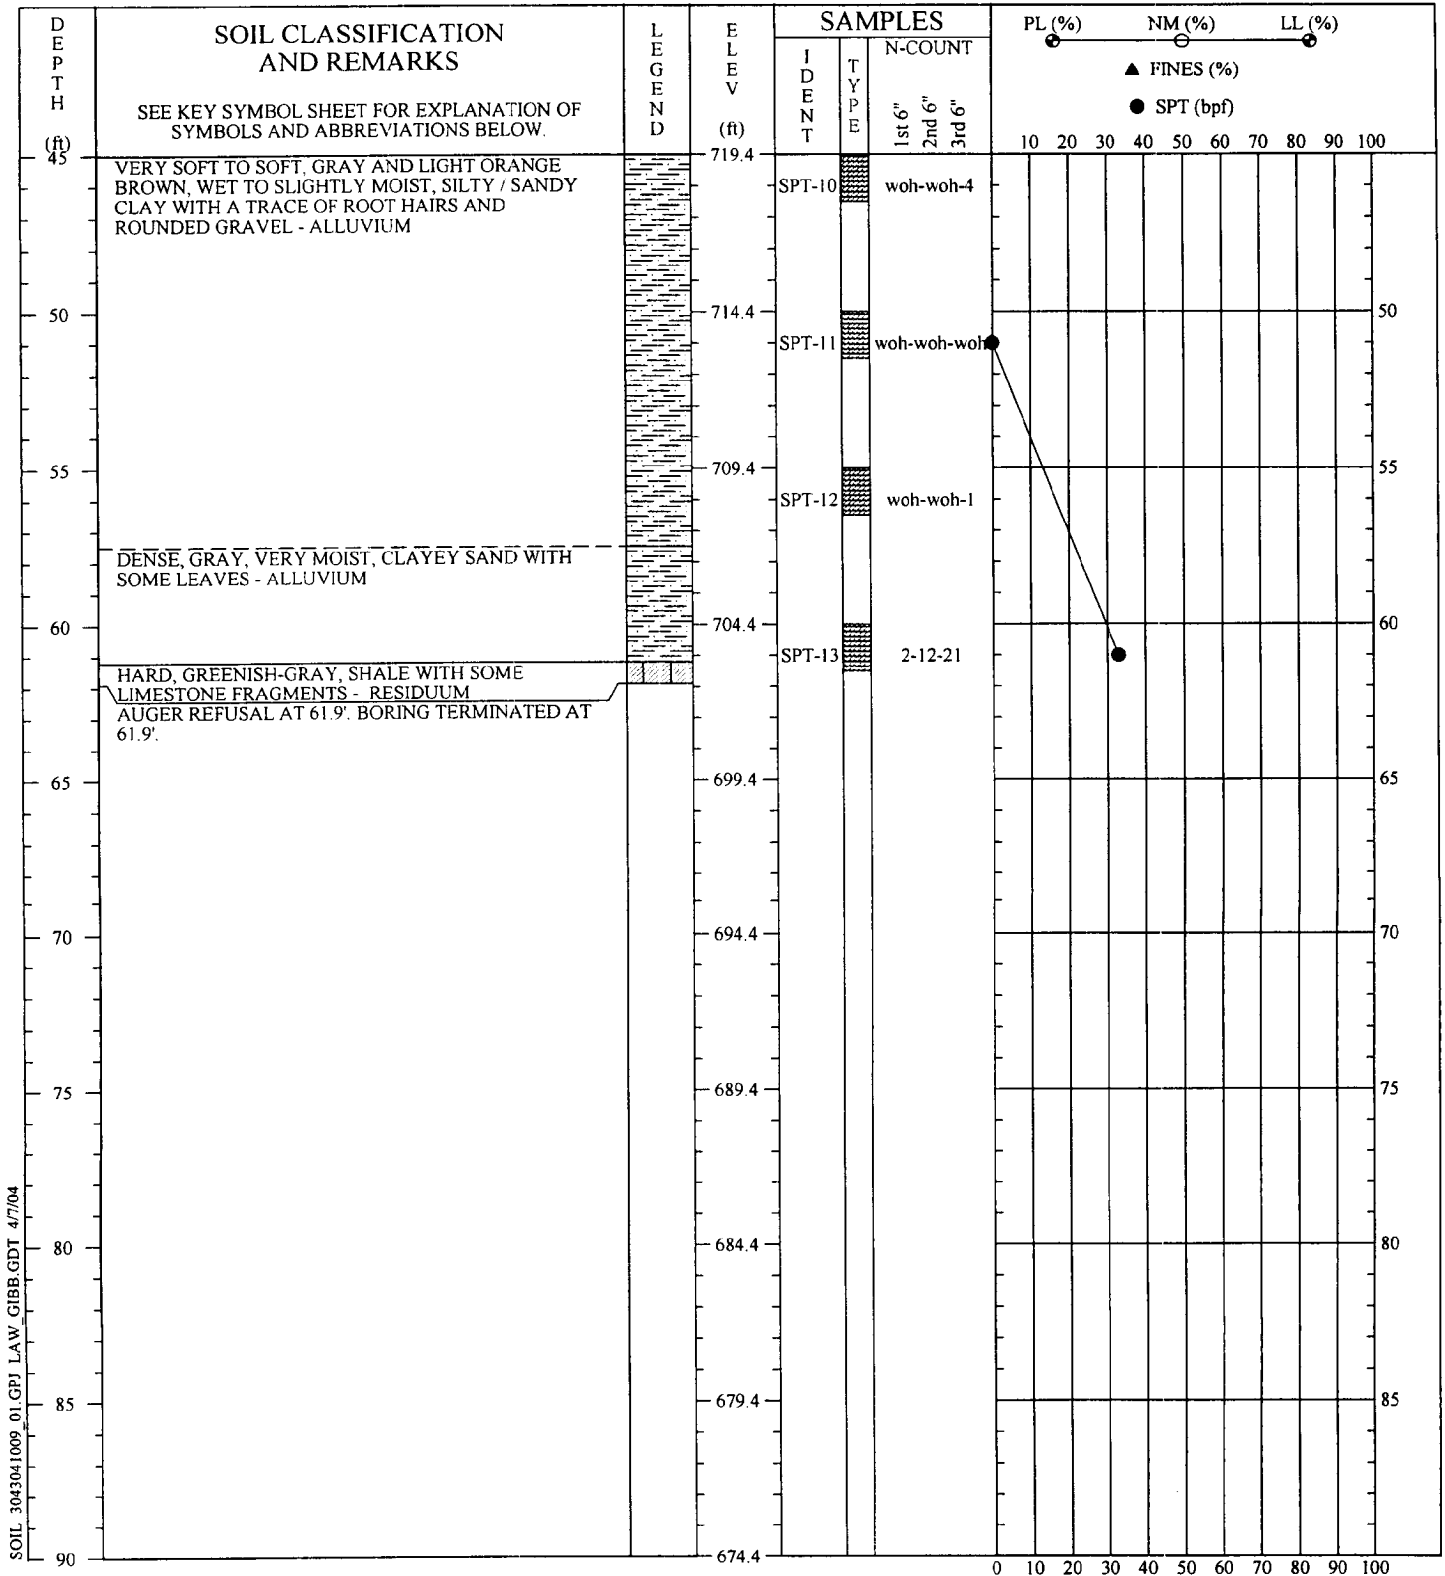 DEPTH
(ft)
SOIL CLASSIFICATION
AND REMARKS
SEE KEY SYMBOL SHEET FOR EXPLANATION OF
SYMBOLS AND ABBREVIATIONS BELOW.
LEGEND
ELEV
(ft)
SAMPLES
IDENT
TYPE
N-COUNT
1st 6"
2nd 6"
3rd 6"
PL (%) NM (%) LL (%)
▲ FINES (%)
● SPT (bpf)
10 20 30 40 50 60 70 80 90 100
45
VERY SOFT TO SOFT, GRAY AND LIGHT ORANGE
BROWN, WET TO SLIGHTLY MOIST, SILTY / SANDY
CLAY WITH A TRACE OF ROOT HAIRS AND
ROUNDED GRAVEL - ALLUVIUM
719.4
SPT-10 woh-woh-4
50 714.4 50
SPT-11 woh-woh-woh
55 709.4 55
SPT-12 woh-woh-1
DENSE, GRAY, VERY MOIST, CLAYEY SAND WITH
SOME LEAVES - ALLUVIUM
60 704.4 60
SPT-13 2-12-21
HARD, GREENISH-GRAY, SHALE WITH SOME
LIMESTONE FRAGMENTS - RESIDUUM
AUGER REFUSAL AT 61.9'. BORING TERMINATED AT
61.9'.
65 699.4 65
70 694.4 70
75 689.4 75
80 684.4 80
85 679.4 85
90 674.4
0 10 20 30 40 50 60 70 80 90 100
SOIL 3043041009_01.GPJ LAW_GIBB.GDT 4/7/04